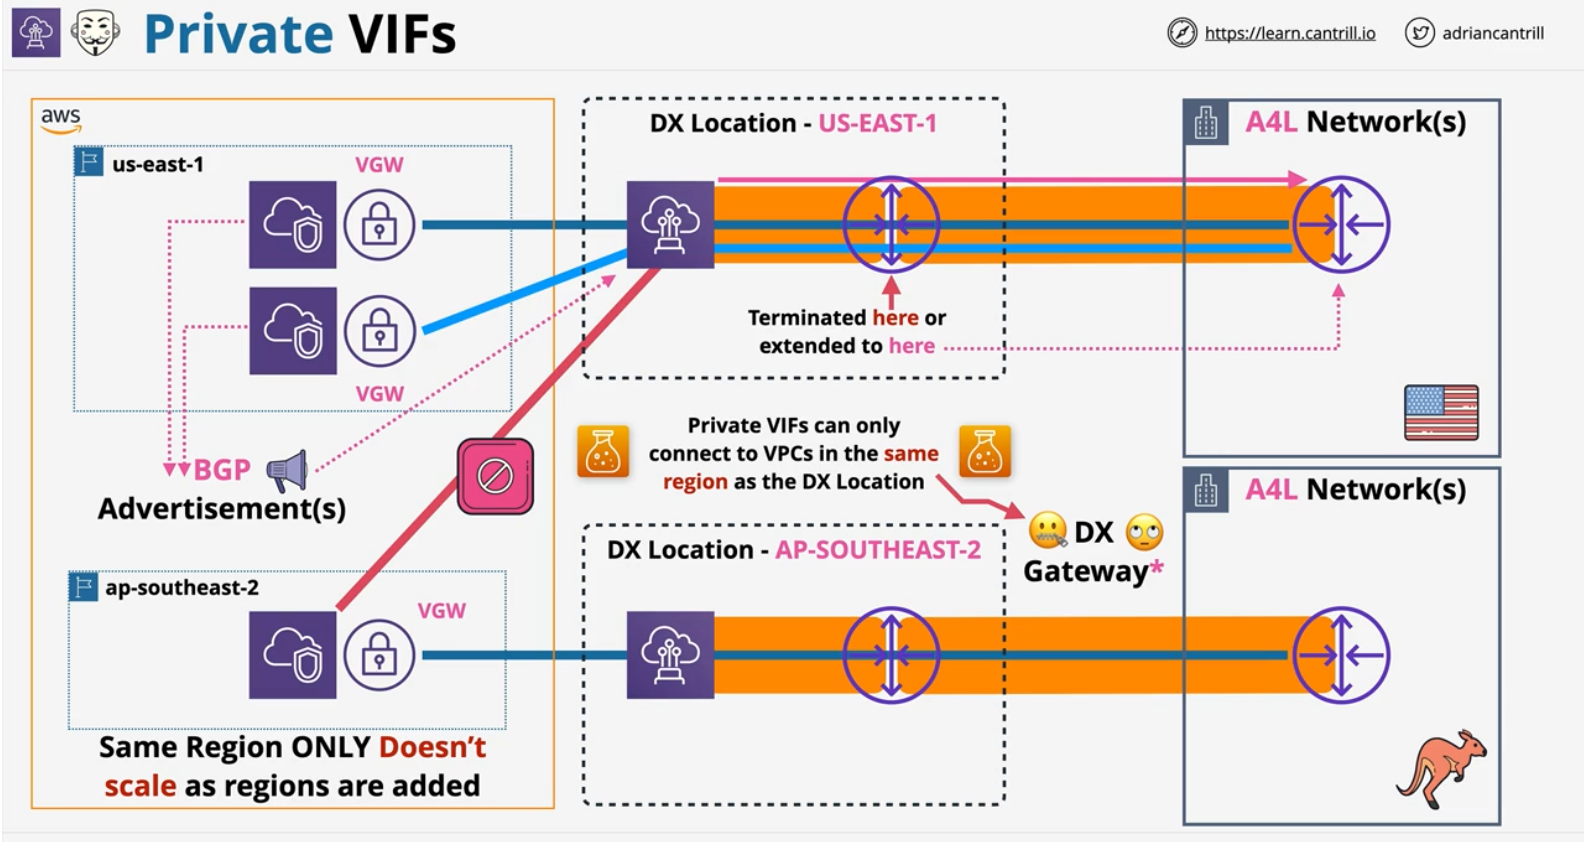 Private VIFs
https://learn.cantrill.io
adriancantrill
aws
us-east-1
VGW
VGW
BGP
Advertisement(s)
ap-southeast-2
VGW
Same Region ONLY Doesn't
scale as regions are added
DX Location - US-EAST-1
Terminated here or
extended to here
Private VIFs can only
connect to VPCs in the same
region as the DX Location
DX
Gateway*
DX Location - AP-SOUTHEAST-2
A4L Network(s)
A4L Network(s)